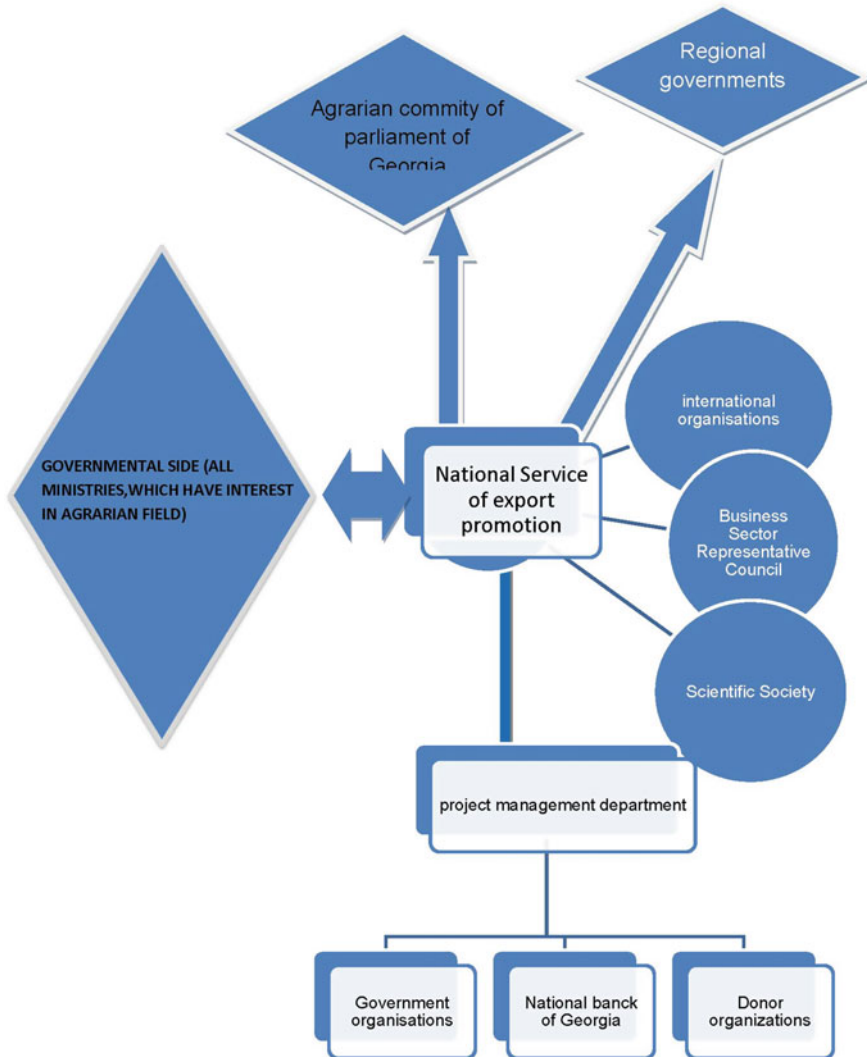 Regional
governments
Agrarian commity of
parliament of
Georgia
international
organisations
GOVERNMENTAL SIDE (ALL
MINISTRIES,WHICH HAVE INTEREST
IN AGRARIAN FIELD)
National Service
of export
promotion
Business
Sector
Representative
Council
Scientific Society
project management department
Government
organisations
National banck
of Georgia
Donor
organizations